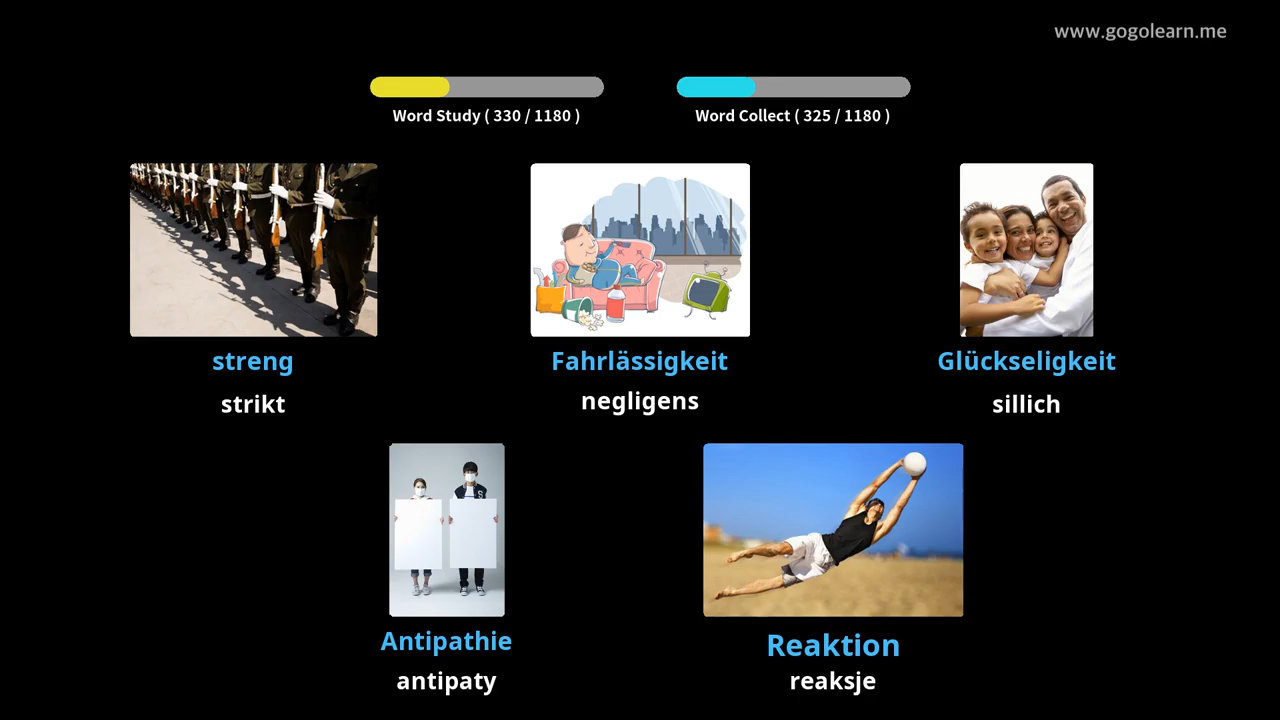 www.gogolearn.me
Word Study ( 330 / 1180 )
Word Collect ( 325 / 1180 )
streng
strikt
Fahrlässigkeit
negligens
Glückseligkeit
sillich
Antipathie
antipaty
Reaktion
reaksje